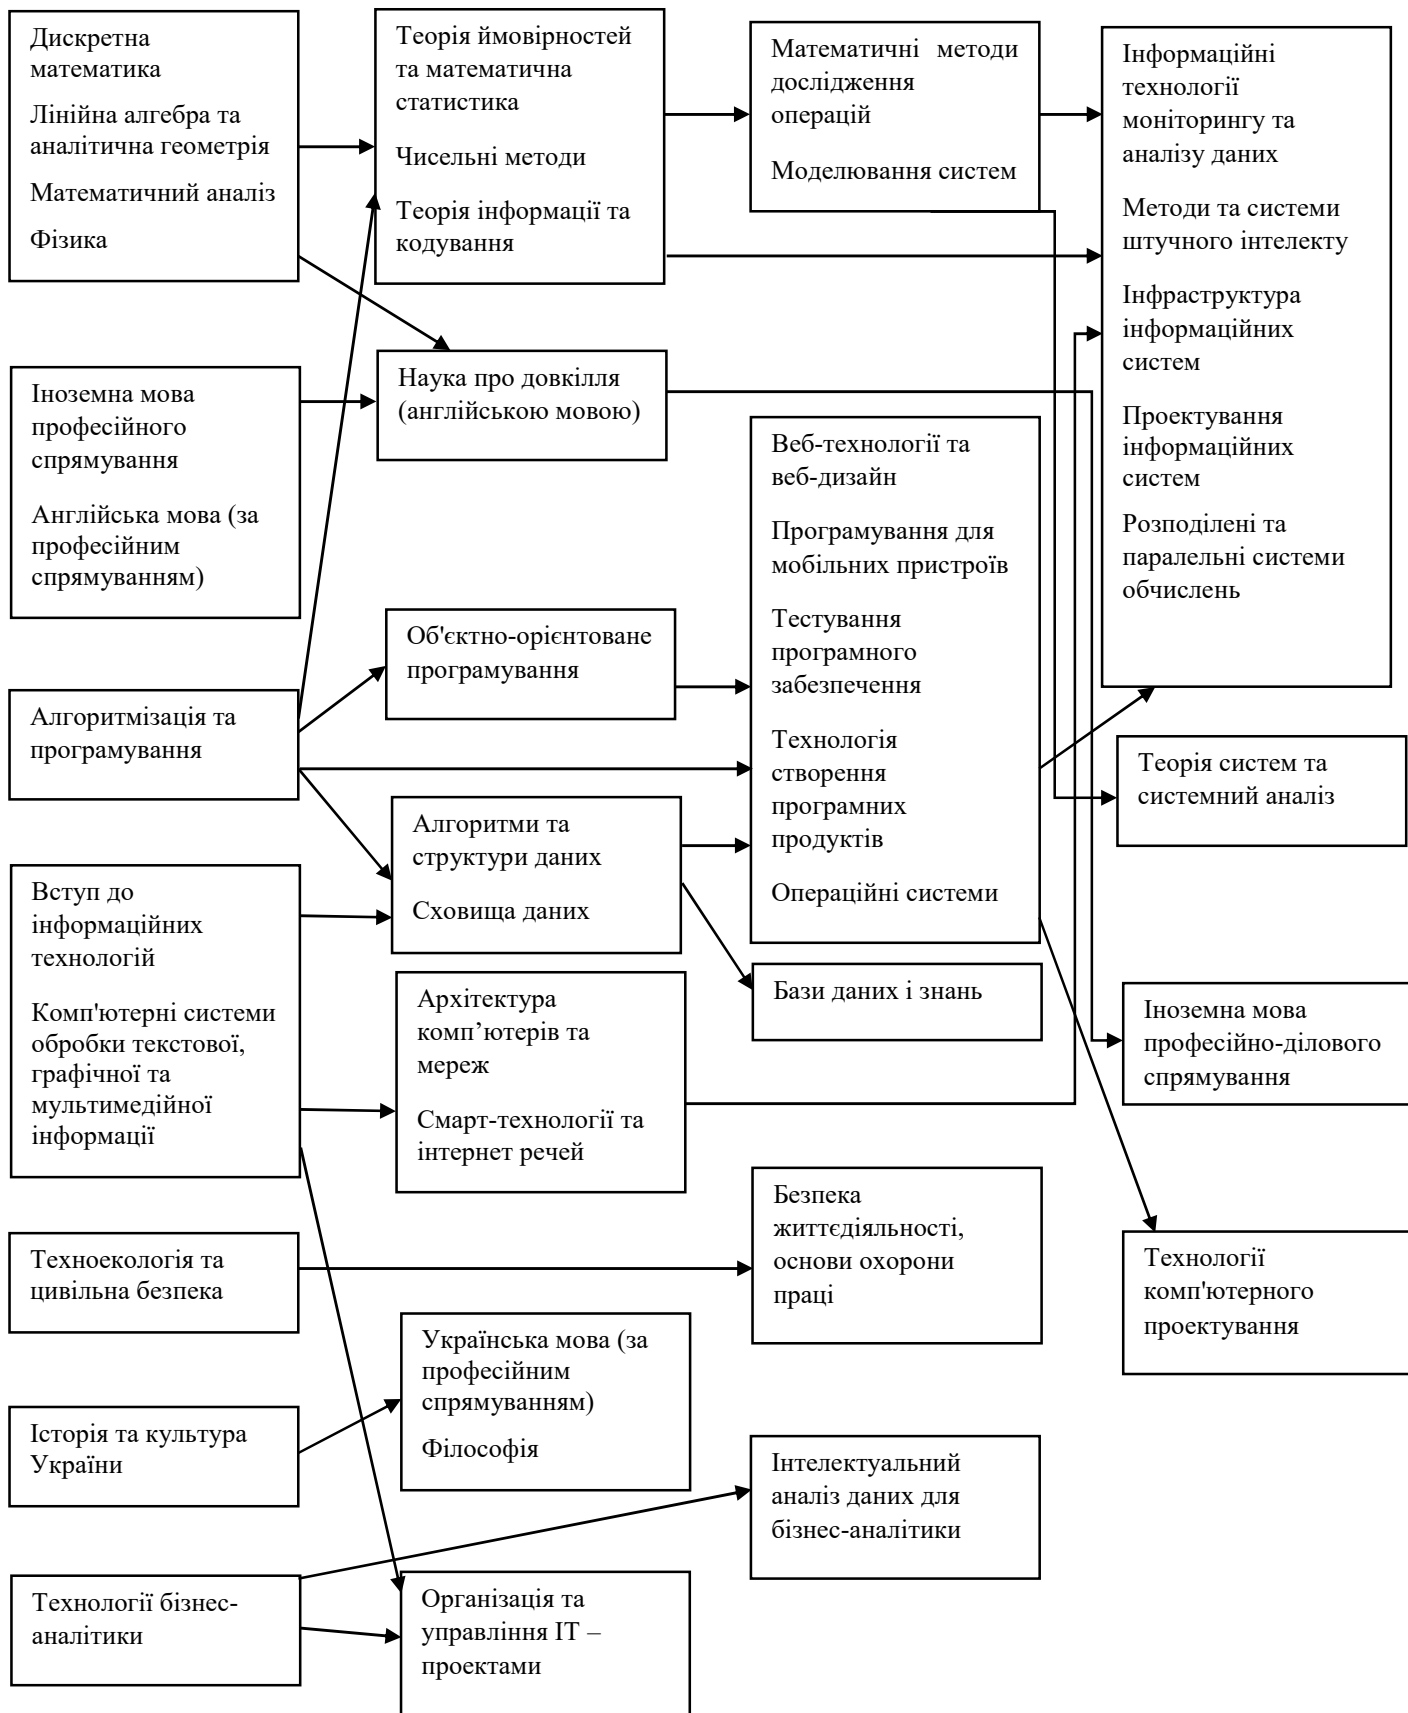 Дискретна
математика
Лінійна алгебра та
аналітична геометрія
Математичний аналіз
Фізика
Іноземна мова
професійного
спрямування
Англійська мова (за
професійним
спрямуванням)
Алгоритмізація та
програмування
Вступ до
інформаційних
технологій
Комп'ютерні системи
обробки текстової,
графічної та
мультимедійної
інформації
Техноекологія та
цивільна безпека
Історія та культура
України
Технології бізнес-
аналітики
Теорія ймовірностей
та математична
статистика
Чисельні методи
Теорія інформації та
кодування
Наука про довкілля
(англійською мовою)
Об'єктно-орієнтоване
програмування
Алгоритми та
структури даних
Сховища даних
Архітектура
комп’ютерів та
мереж
Смарт-технології та
інтернет речей
Українська мова (за
професійним
спрямуванням)
Філософія
Організація та
управління ІТ –
проектами
Математичні методи
дослідження
операцій
Моделювання систем
Веб-технології та
веб-дизайн
Програмування для
мобільних пристроїв
Тестування
програмного
забезпечення
Технологія
створення
програмних
продуктів
Операційні системи
Бази даних і знань
Безпека
життєдіяльності,
основи охорони
праці
Інтелектуальний
аналіз даних для
бізнес-аналітики
Інформаційні
технології
моніторингу та
аналізу даних
Методи та системи
штучного інтелекту
Інфраструктура
інформаційних
систем
Проектування
інформаційних
систем
Розподілені та
паралельні системи
обчислень
Теорія систем та
системний аналіз
Іноземна мова
професійно-ділового
спрямування
Технології
комп'ютерного
проектування